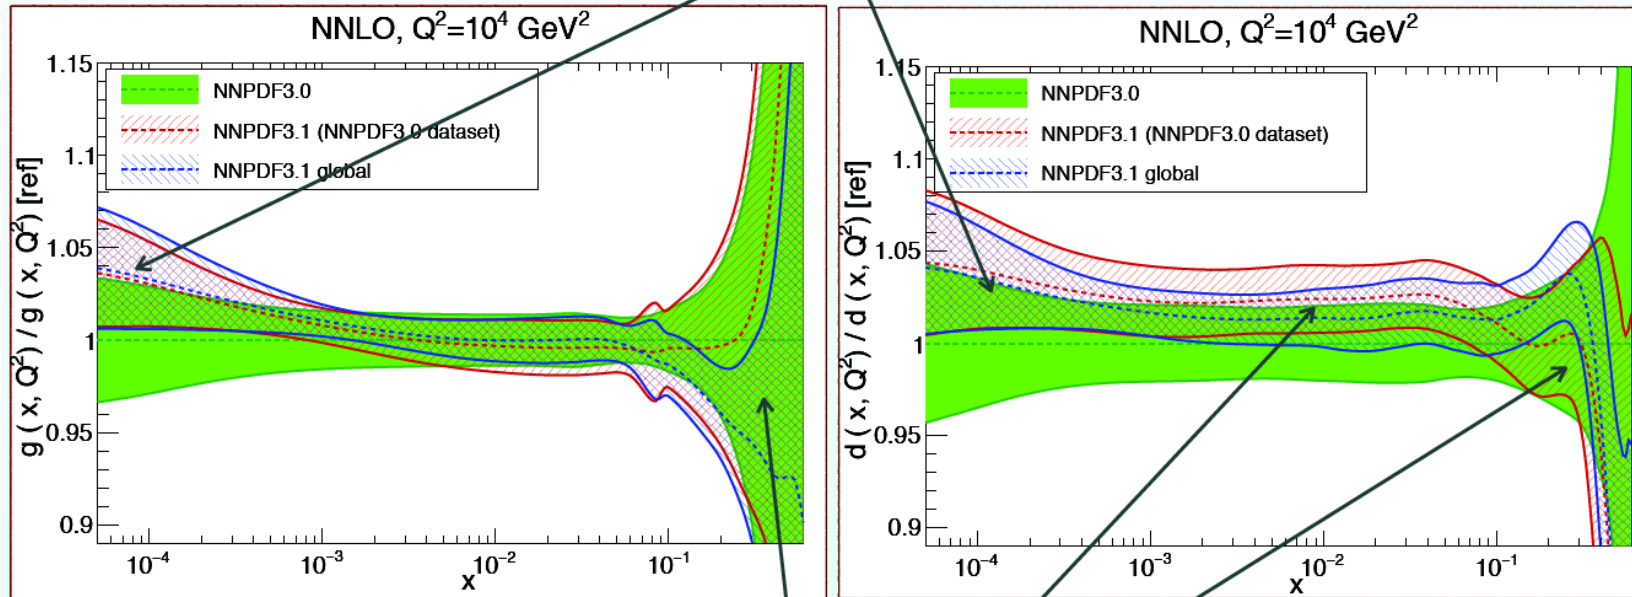 NNLO, Q²=10⁴ GeV²
NNPDF3.0
NNPDF3.1 (NNPDF3.0 dataset)
NNPDF3.1 global
g ( x, Q²) / g ( x, Q²) [ref]
1.15
1.1
1.05
1
0.95
0.9
10⁻⁴
10⁻³
10⁻²
10⁻¹
x
NNLO, Q²=10⁴ GeV²
NNPDF3.0
NNPDF3.1 (NNPDF3.0 dataset)
NNPDF3.1 global
d ( x, Q²) / d ( x, Q²) [ref]
1.15
1.1
1.05
1
0.95
0.9
10⁻⁴
10⁻³
10⁻²
10⁻¹
x